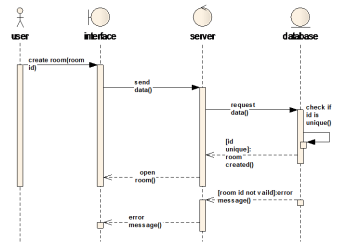 user
interface
server
database
create room(room
id)
send
data()
request
data()
check if
id is
unique()
[id
unique]:
room
created()
open
room()
[room id not valid]:error
message()
error
message()